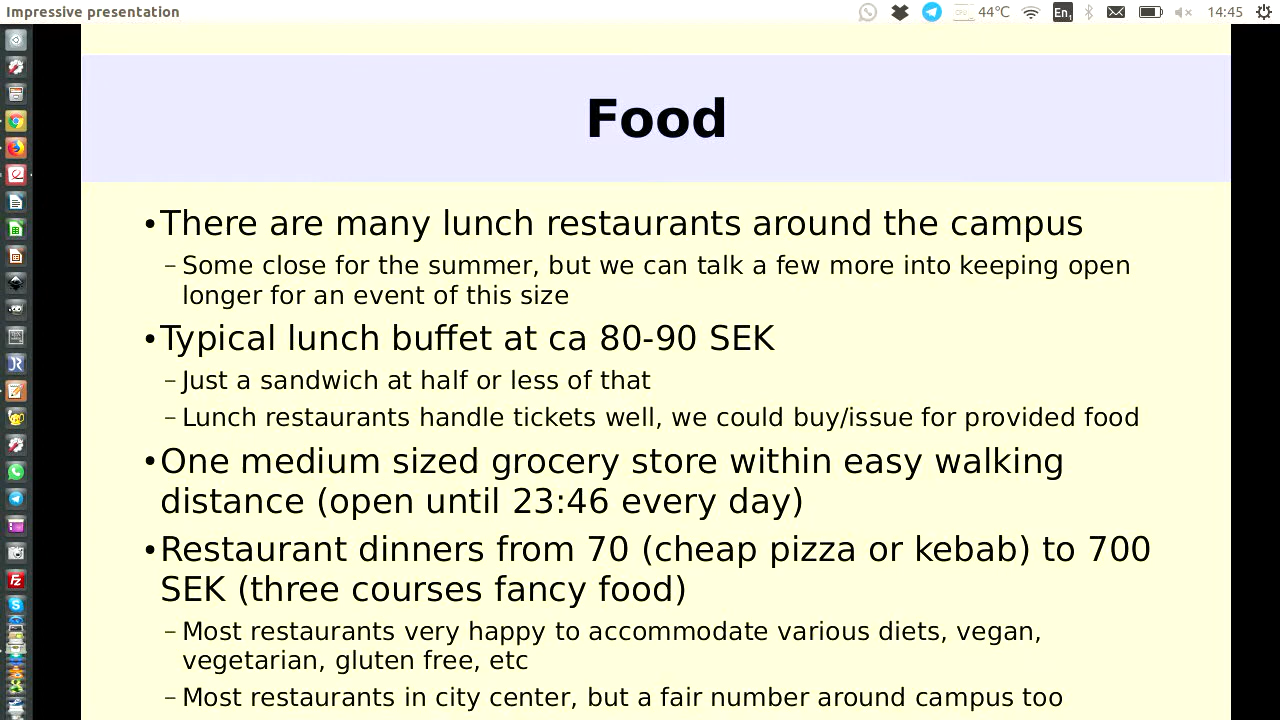 Impressive presentation
44°C
En1
14:45
Food
•There are many lunch restaurants around the campus
–Some close for the summer, but we can talk a few more into keeping open
longer for an event of this size
•Typical lunch buffet at ca 80-90 SEK
–Just a sandwich at half or less of that
–Lunch restaurants handle tickets well, we could buy/issue for provided food
•One medium sized grocery store within easy walking
distance (open until 23:46 every day)
•Restaurant dinners from 70 (cheap pizza or kebab) to 700
SEK (three courses fancy food)
–Most restaurants very happy to accommodate various diets, vegan,
vegetarian, gluten free, etc
–Most restaurants in city center, but a fair number around campus too